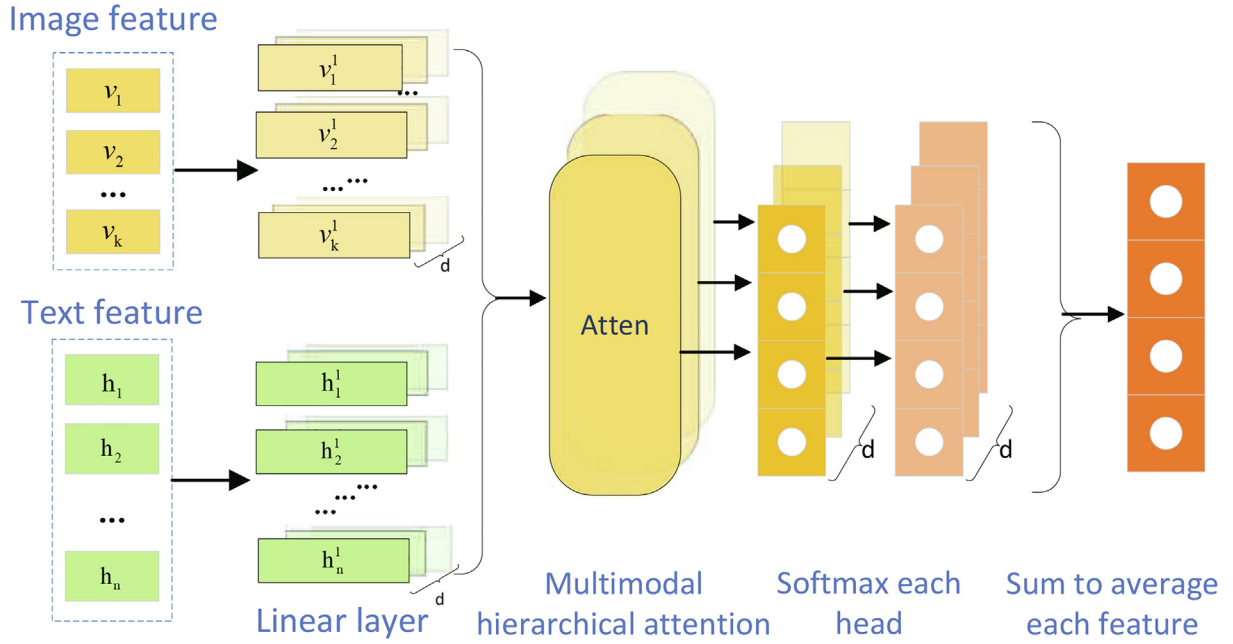 Image feature
v₁
v₂
...
vₖ
v₁¹
...
v₂¹
... ...
vₖ¹
d
Text feature
h₁
h₂
...
hₙ
h₁¹
h₂¹
... ... ...
hₙ¹
d
Linear layer
Atten
Multimodal
hierarchical attention
d
d
Softmax each
head
Sum to average
each feature